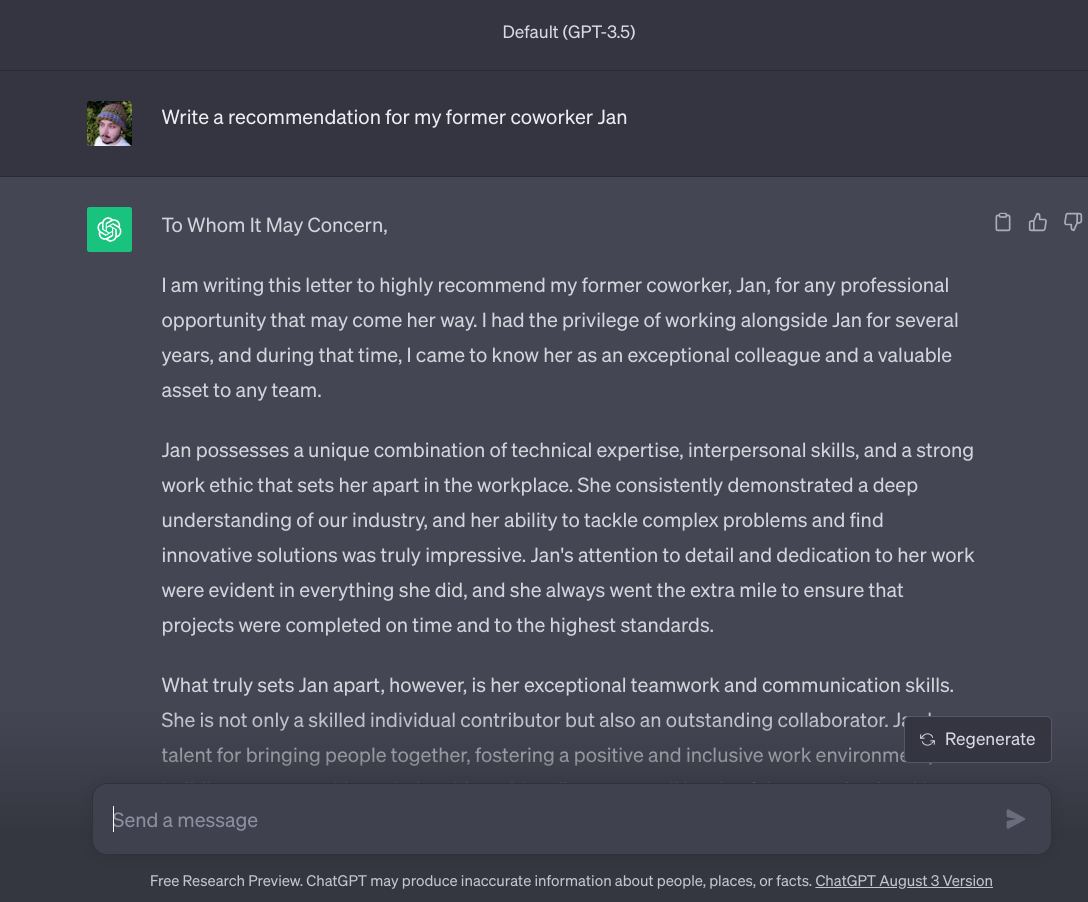 Default (GPT-3.5)
Write a recommendation for my former coworker Jan
To Whom It May Concern,
I am writing this letter to highly recommend my former coworker, Jan, for any professional
opportunity that may come her way. I had the privilege of working alongside Jan for several
years, and during that time, I came to know her as an exceptional colleague and a valuable
asset to any team.
Jan possesses a unique combination of technical expertise, interpersonal skills, and a strong
work ethic that sets her apart in the workplace. She consistently demonstrated a deep
understanding of our industry, and her ability to tackle complex problems and find
innovative solutions was truly impressive. Jan's attention to detail and dedication to her work
were evident in everything she did, and she always went the extra mile to ensure that
projects were completed on time and to the highest standards.
What truly sets Jan apart, however, is her exceptional teamwork and communication skills.
She is not only a skilled individual contributor but also an outstanding collaborator.
talent for bringing people together, fostering a positive and inclusive work
Regenerate
Send a message
Free Research Preview. ChatGPT may produce inaccurate information about people, places, or facts. ChatGPT August 3 Version